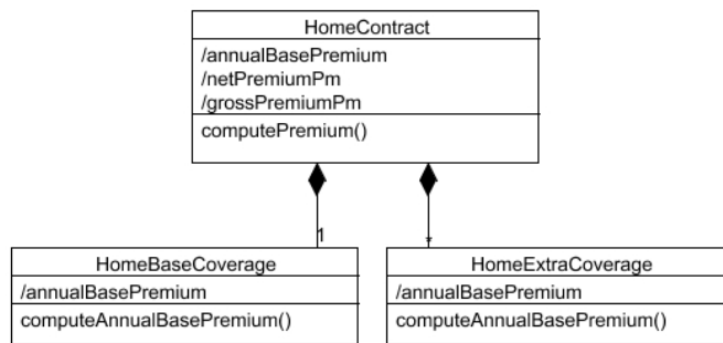 HomeContract
/annualBasePremium
/netPremiumPm
/grossPremiumPm
computePremium()
1
*
HomeBaseCoverage
/annualBasePremium
computeAnnualBasePremium()
HomeExtraCoverage
/annualBasePremium
computeAnnualBasePremium()